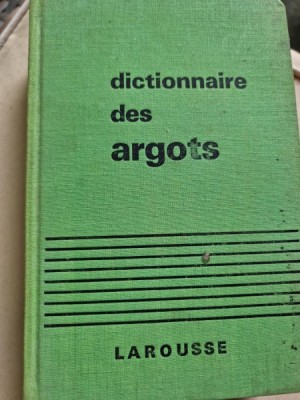 dictionnaire
des
argots
LAROUSSE